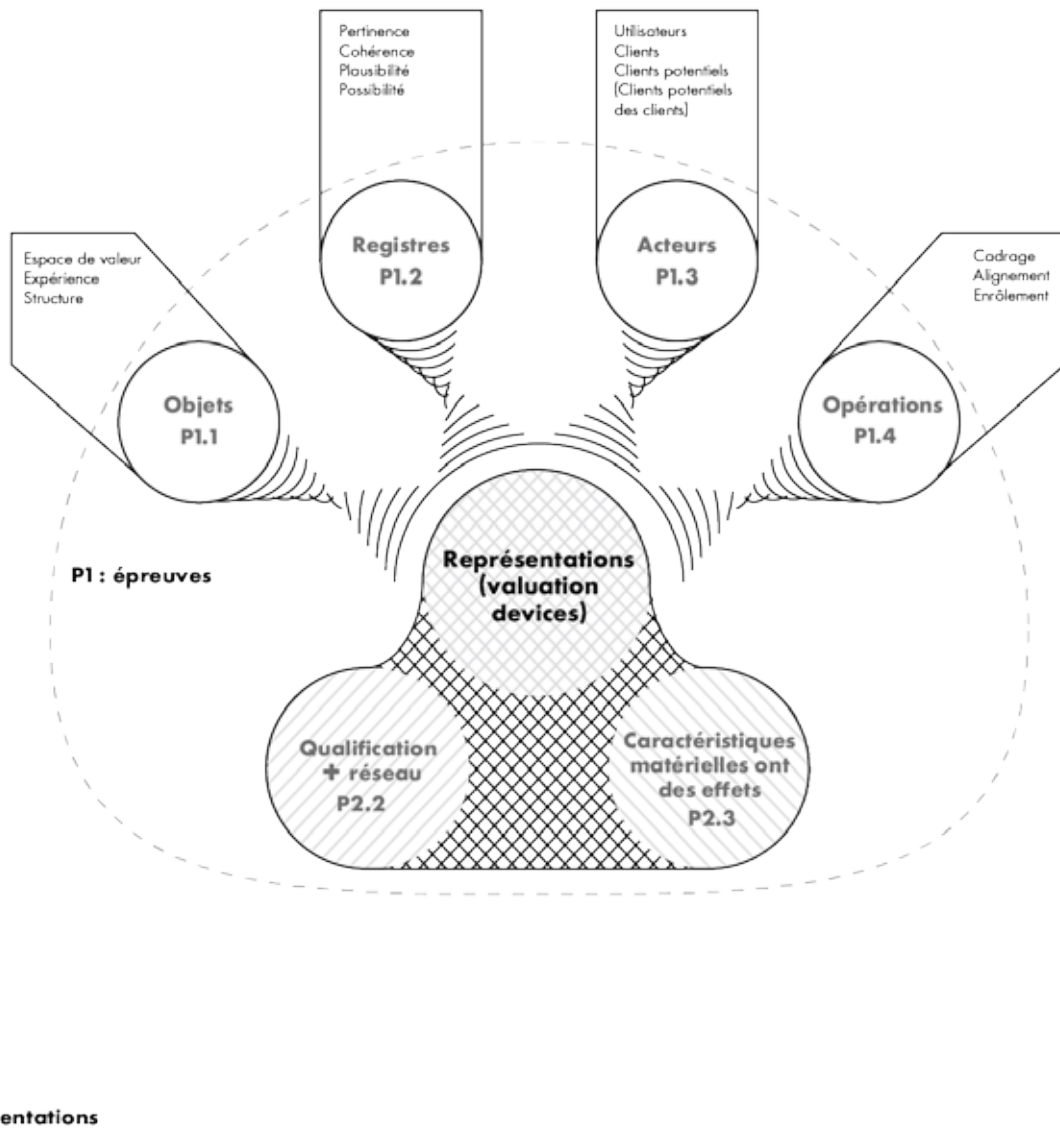 Pertinence
Cohérence
Plausibilité
Possibilité
Utilisateurs
Clients
Clients potentiels
(Clients potentiels
des clients)
Registres
P1.2
Acteurs
P1.3
Espace de valeur
Expérience
Structure
Cadrage
Alignement
Enrôlement
Objets
P1.1
Opérations
P1.4
P1 : épreuves
Représentations
(valuation
devices)
Qualification
+ réseau
P2.2
Caractéristiques
matérielles ont
des effets
P2.3
entations